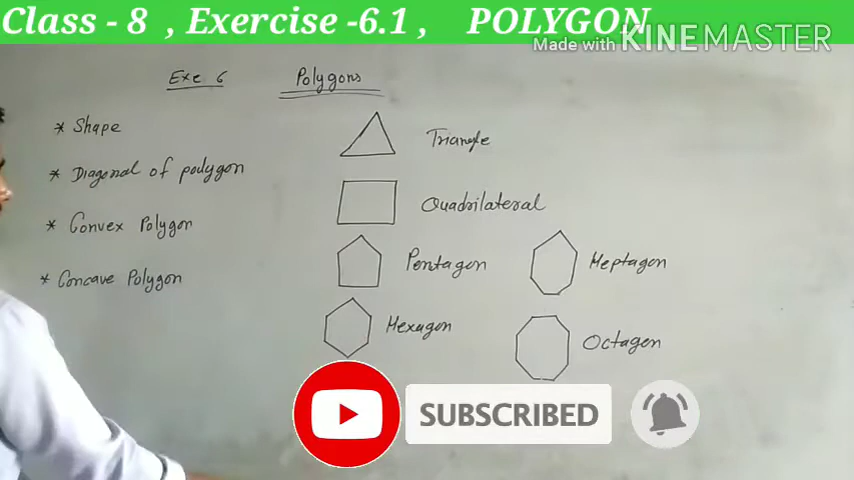 Class - 8 , Exercise -6.1 , POLYGON
Made with KINEMASTER
Exe 6 Polygons
* Shape
* Diagonal of polygon
* Convex Polygon
* Concave Polygon
Triangle
Quadrilateral
Pentagon
Heptagon
Hexagon
Octagon
SUBSCRIBED